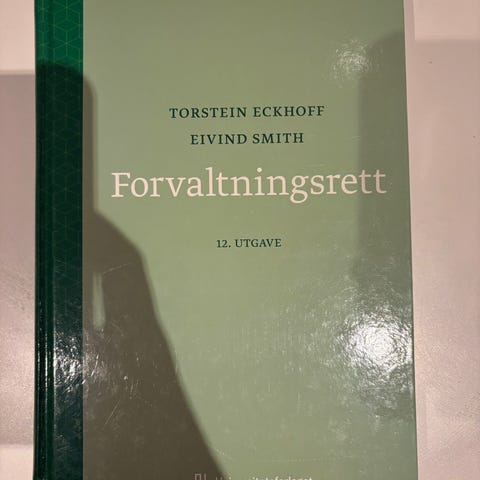 TORSTEIN ECKHOFF
EIVIND SMITH
Forvaltningsrett
12. UTGAVE